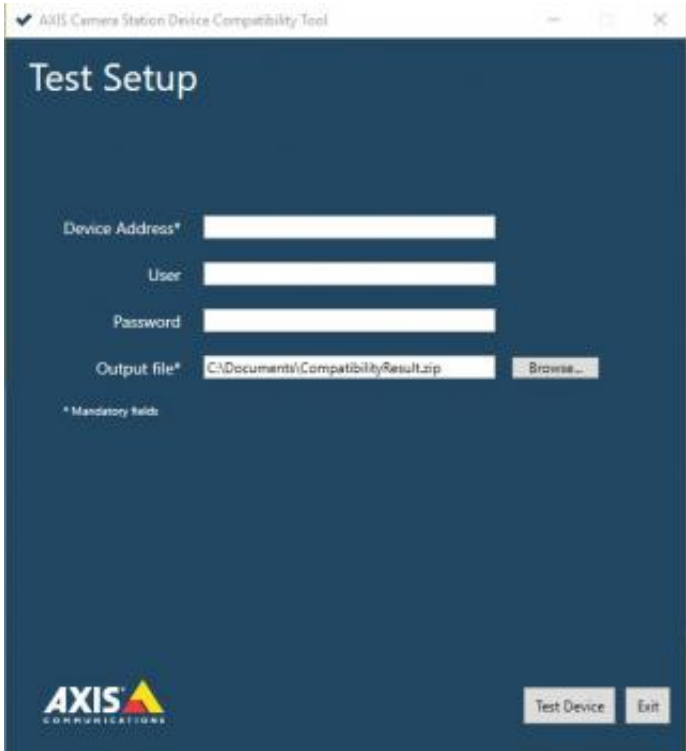 AXIS Camera Station Device Compatibility Tool
Test Setup
Device Address*
User
Password
Output file* C:\Documents\CompatibilityResult.zip Browse...
* Mandatory fields
AXIS
COMMUNICATIONS
Test Device Exit